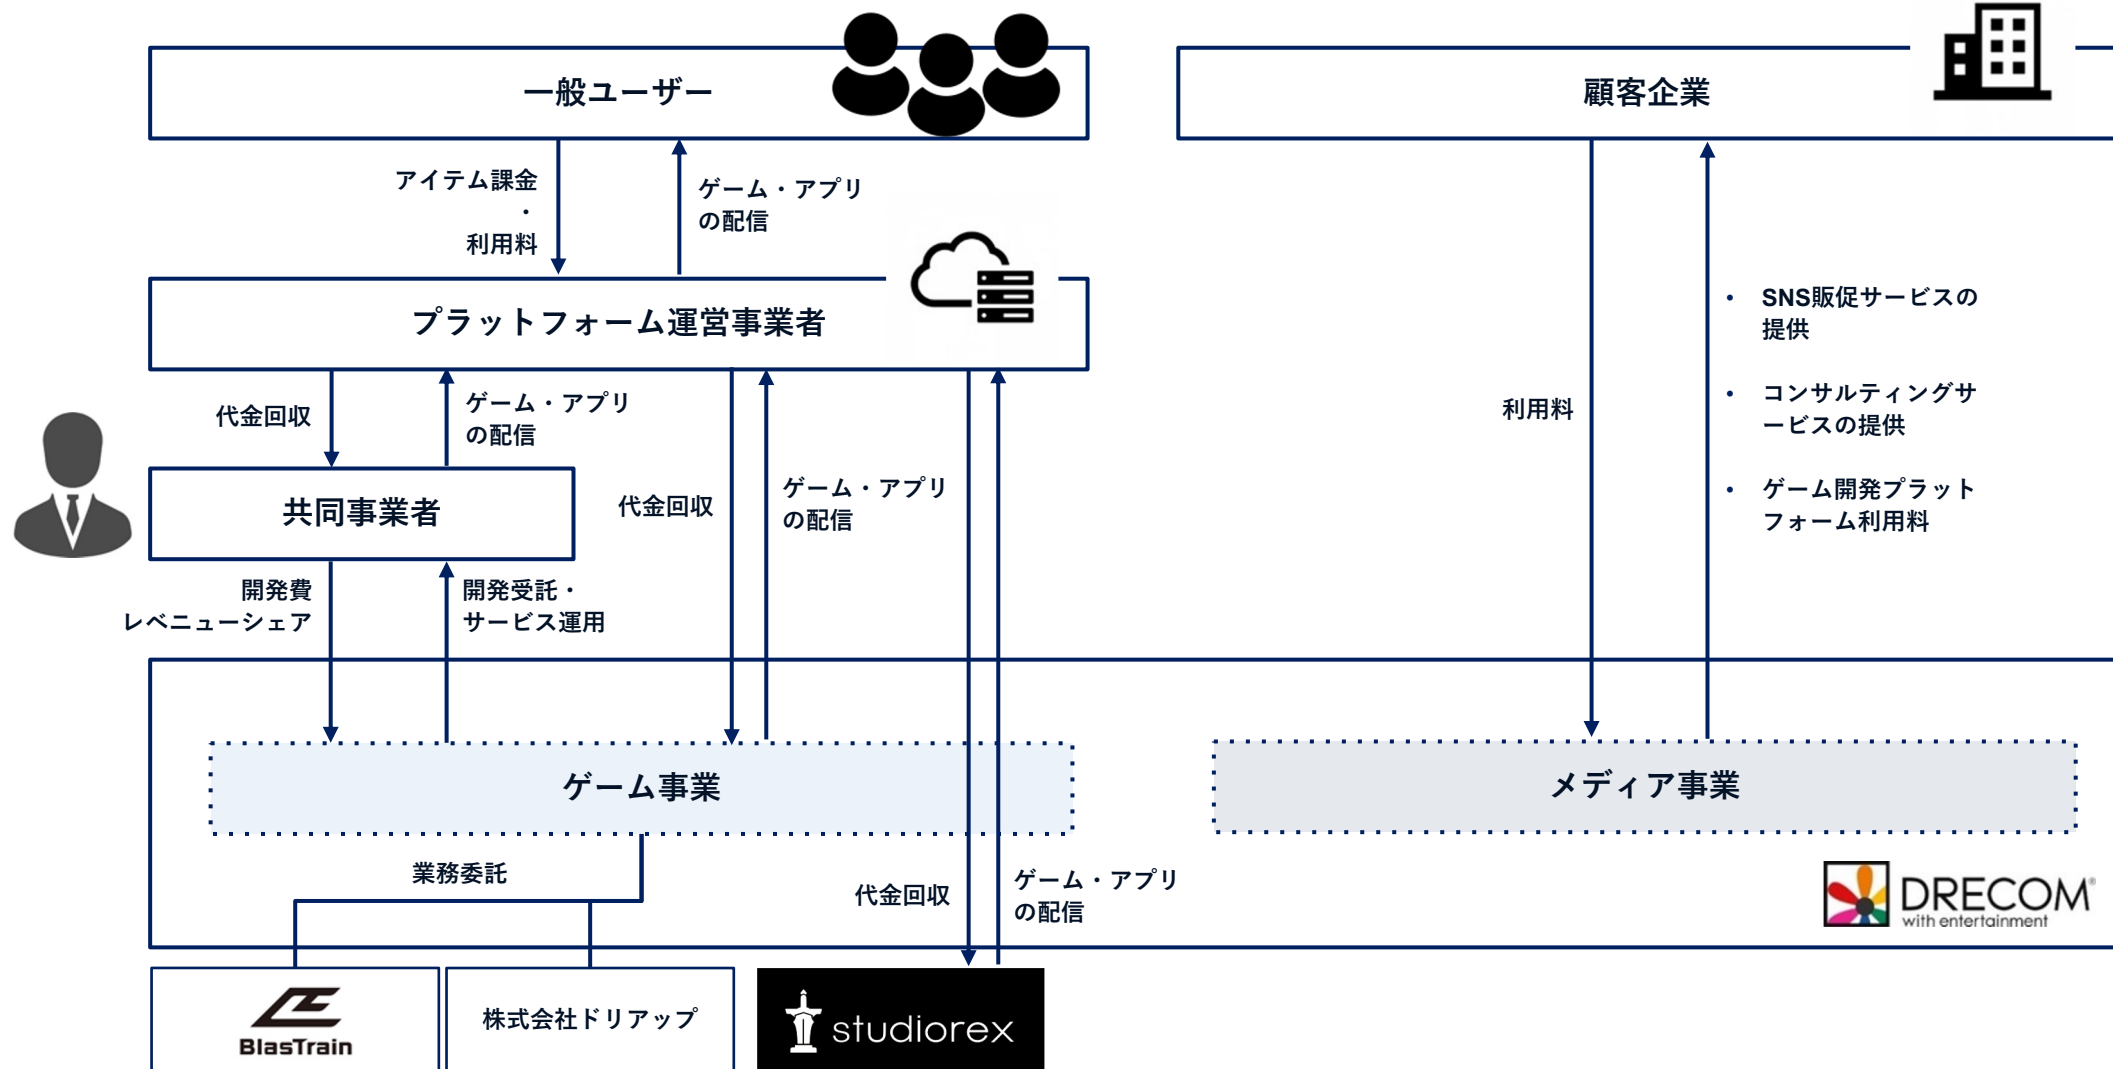 一般ユーザー
顧客企業
アイテム課金
・
利用料
ゲーム・アプリ
の配信
プラットフォーム運営事業者
代金回収
ゲーム・アプリ
の配信
共同事業者
代金回収
ゲーム・アプリ
の配信
開発費
レベニューシェア
開発受託・
サービス運用
利用料
• SNS販促サービスの
提供
• コンサルティングサ
ービスの提供
• ゲーム開発プラット
フォーム利用料
ゲーム事業
メディア事業
業務委託
代金回収
ゲーム・アプリ
の配信
DRECOM®
with entertainment
BlasTrain
株式会社ドリアップ
studiorex